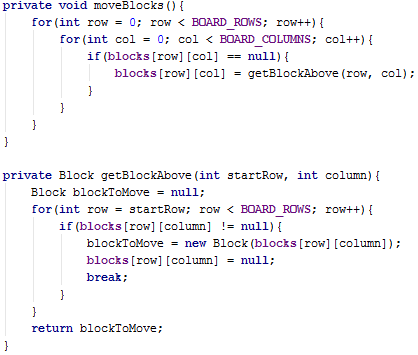 private void moveBlocks(){
    for(int row = 0; row < BOARD_ROWS; row++){
        for(int col = 0; col < BOARD_COLUMNS; col++){
            if(blocks[row][col] == null){
                blocks[row][col] = getBlockAbove(row, col);
            }
        }
    }
}

private Block getBlockAbove(int startRow, int column){
    Block blockToMove = null;
    for(int row = startRow; row < BOARD_ROWS; row++){
        if(blocks[row][column] != null){
            blockToMove = new Block(blocks[row][column]);
            blocks[row][column] = null;
            break;
        }
    }
    return blockToMove;
}